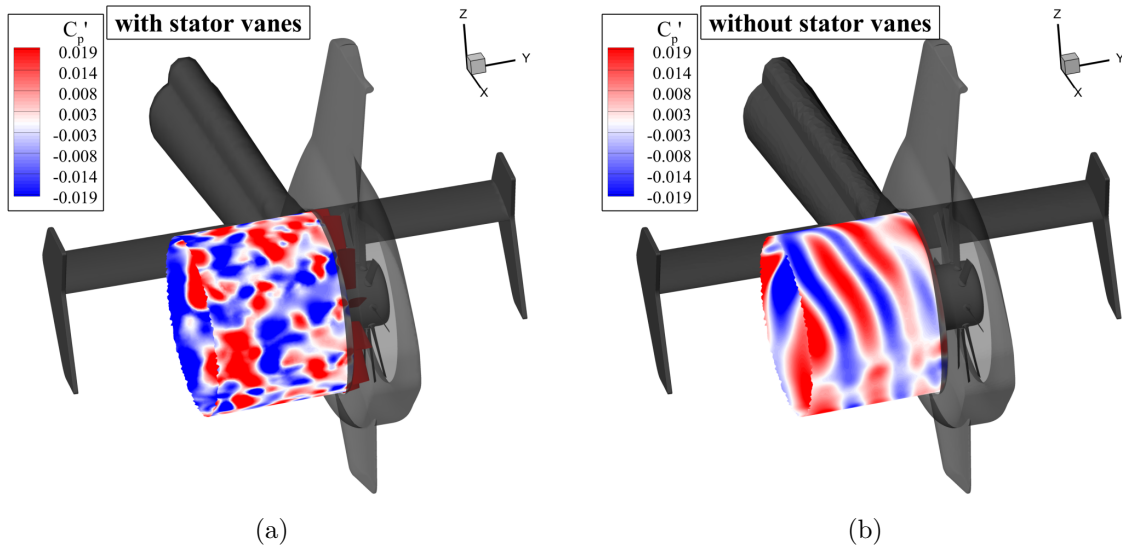 with stator vanes
C_p'
0.019
0.014
0.008
0.003
-0.003
-0.008
-0.014
-0.019
Z
Y
X
(a)
without stator vanes
C_p'
0.019
0.014
0.008
0.003
-0.003
-0.008
-0.014
-0.019
Z
Y
X
(b)